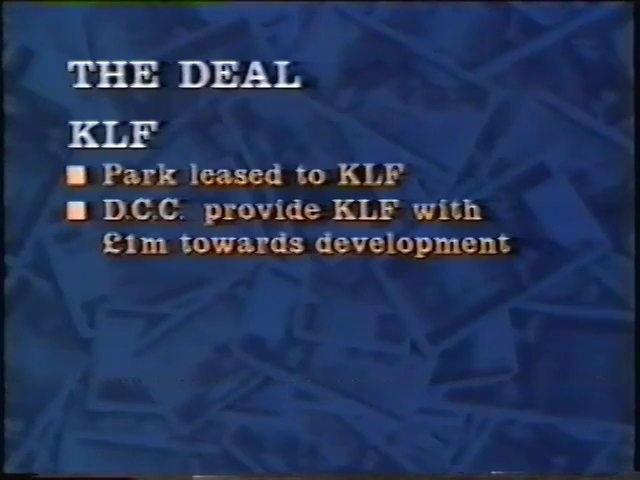 THE DEAL
KLF
Park leased to KLF
D.C.C. provide KLF with
£1m towards development